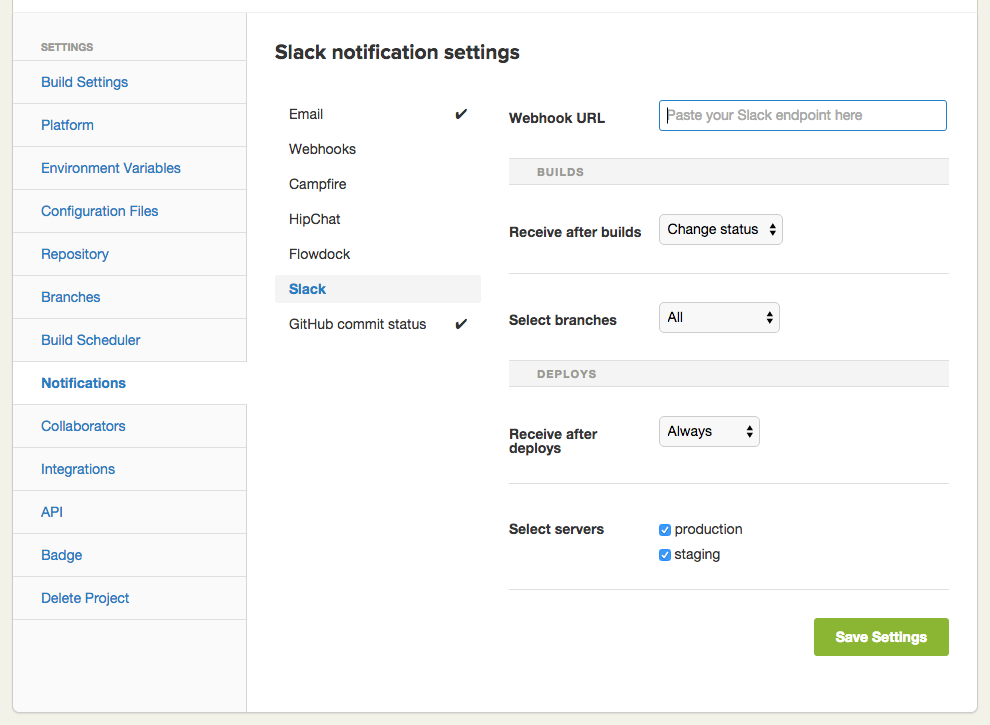 SETTINGS
Build Settings
Platform
Environment Variables
Configuration Files
Repository
Branches
Build Scheduler
Notifications
Collaborators
Integrations
API
Badge
Delete Project
Slack notification settings
Email ✔
Webhooks
Campfire
HipChat
Flowdock
Slack
GitHub commit status ✔
Webhook URL Paste your Slack endpoint here
BUILDS
Receive after builds Change status
Select branches All
DEPLOYS
Receive after Always
deploys
Select servers production
staging
Save Settings